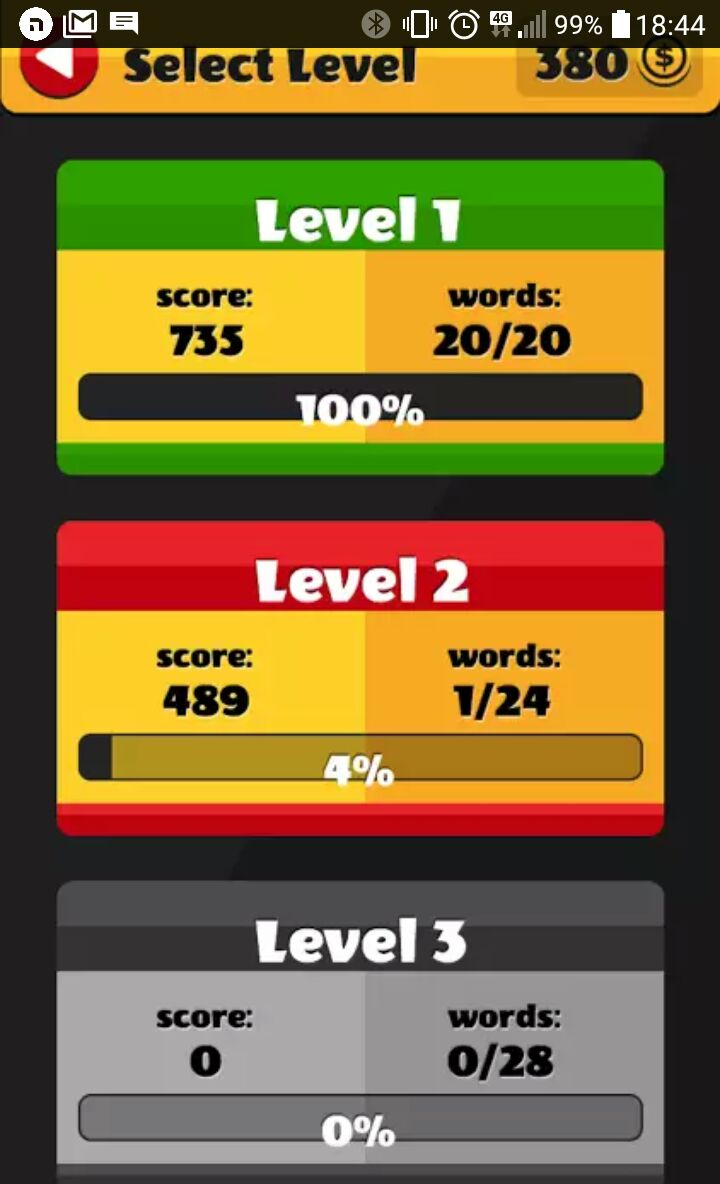 4G 99% 18:44
Select Level 380 $
Level 1
score: words:
735 20/20
100%
Level 2
score: words:
489 1/24
4%
Level 3
score: words:
0 0/28
0%